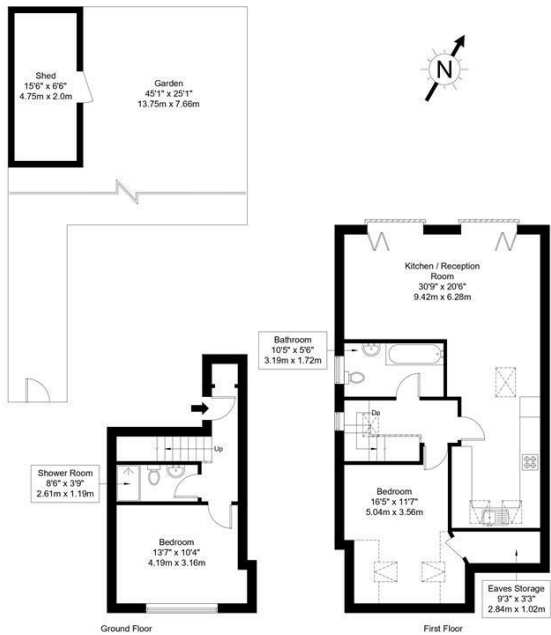 Shed
15'6" x 6'6"
4.75m x 2.0m
Garden
45'1" x 25'1"
13.75m x 7.66m
N
Kitchen / Reception
Room
30'9" x 20'6"
9.42m x 6.28m
Bathroom
10'5" x 5'6"
3.19m x 1.72m
Dn
Up
Shower Room
8'6" x 3'9"
2.61m x 1.19m
Bedroom
16'5" x 11'7"
5.04m x 3.56m
Bedroom
13'7" x 10'4"
4.19m x 3.16m
Eaves Storage
9'3" x 3'3"
2.84m x 1.02m
Ground Floor
First Floor